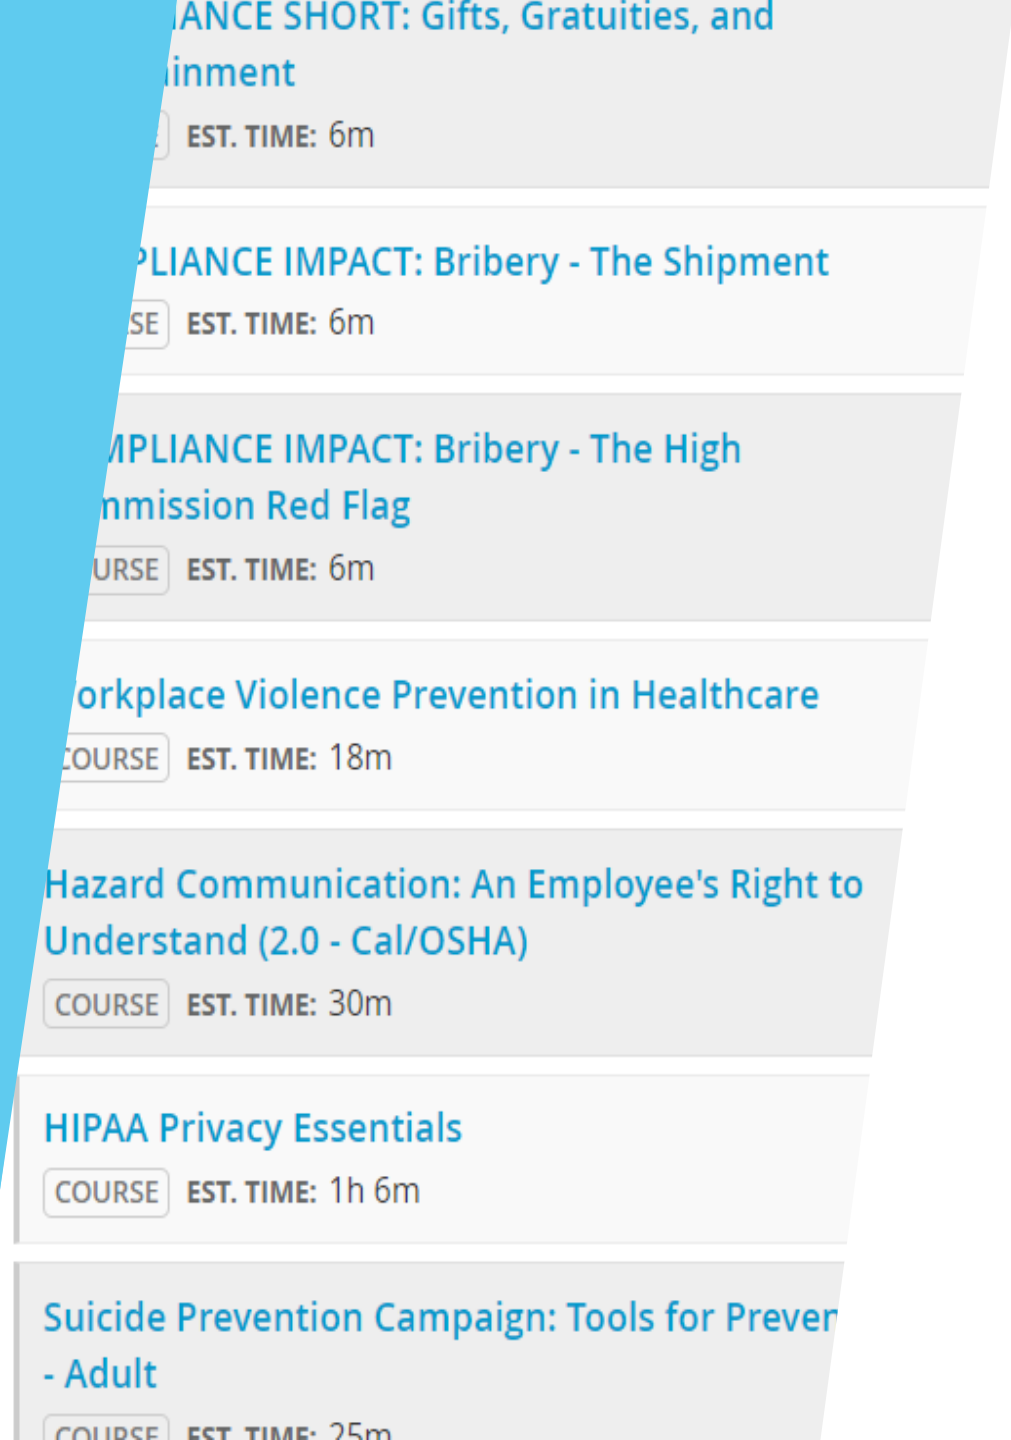 IANCE SHORT: Gifts, Gratuities, and
ainment
EST. TIME: 6m
PLIANCE IMPACT: Bribery - The Shipment
SE EST. TIME: 6m
MPLIANCE IMPACT: Bribery - The High
mmission Red Flag
URSE EST. TIME: 6m
orkplace Violence Prevention in Healthcare
COURSE EST. TIME: 18m
Hazard Communication: An Employee's Right to
Understand (2.0 - Cal/OSHA)
COURSE EST. TIME: 30m
HIPAA Privacy Essentials
COURSE EST. TIME: 1h 6m
Suicide Prevention Campaign: Tools for Preven
- Adult
COURSE EST. TIME: 25m